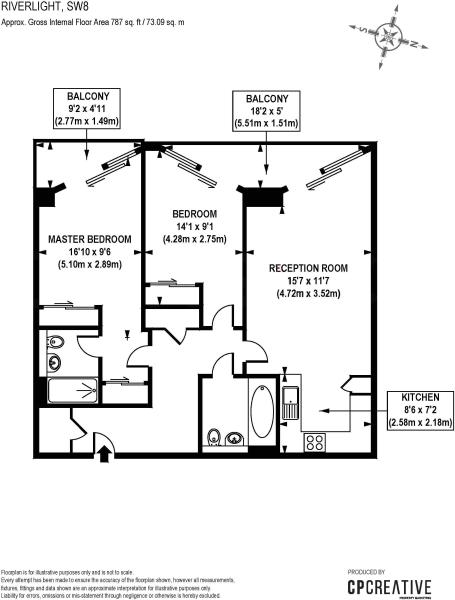 RIVERLIGHT, SW8
Approx. Gross Internal Floor Area 787 sq. ft / 73.09 sq. m
N
E
S
W
BALCONY
9'2 x 4'11
(2.77m x 1.49m)
BALCONY
18'2 x 5'
(5.51m x 1.51m)
BEDROOM
14'1 x 9'1
(4.28m x 2.75m)
MASTER BEDROOM
16'10 x 9'6
(5.10m x 2.89m)
RECEPTION ROOM
15'7 x 11'7
(4.72m x 3.52m)
KITCHEN
8'6 x 7'2
(2.58m x 2.18m)
Floorplan is for illustrative purposes only and is not to scale.
Every attempt has been made to ensure the accuracy of the floorplan shown, however all measurements,
fixtures, fittings and data shown are an approximate interpretation for illustrative purposes only.
Liability for errors, omissions or mis-statement through negligence or otherwise is hereby excluded.
PRODUCED BY
CPCREATIVE
PROPERTY MARKETING